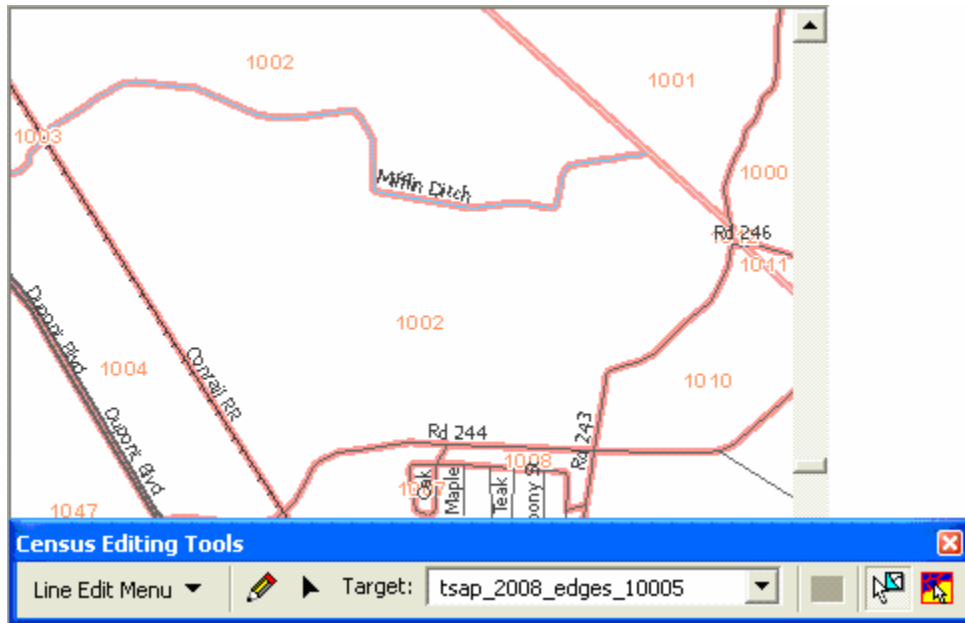 1002
1001
1003
1000
Miffin Ditch
Rd 246
1011
Dupont Blvd
1002
1004
Conrail RR
1010
Dupont Blvd
Rd 244
Rd 243
1008
Oak
Maple
Teak
1047
Census Editing Tools
Line Edit Menu
Target:
tsap_2008_edges_10005